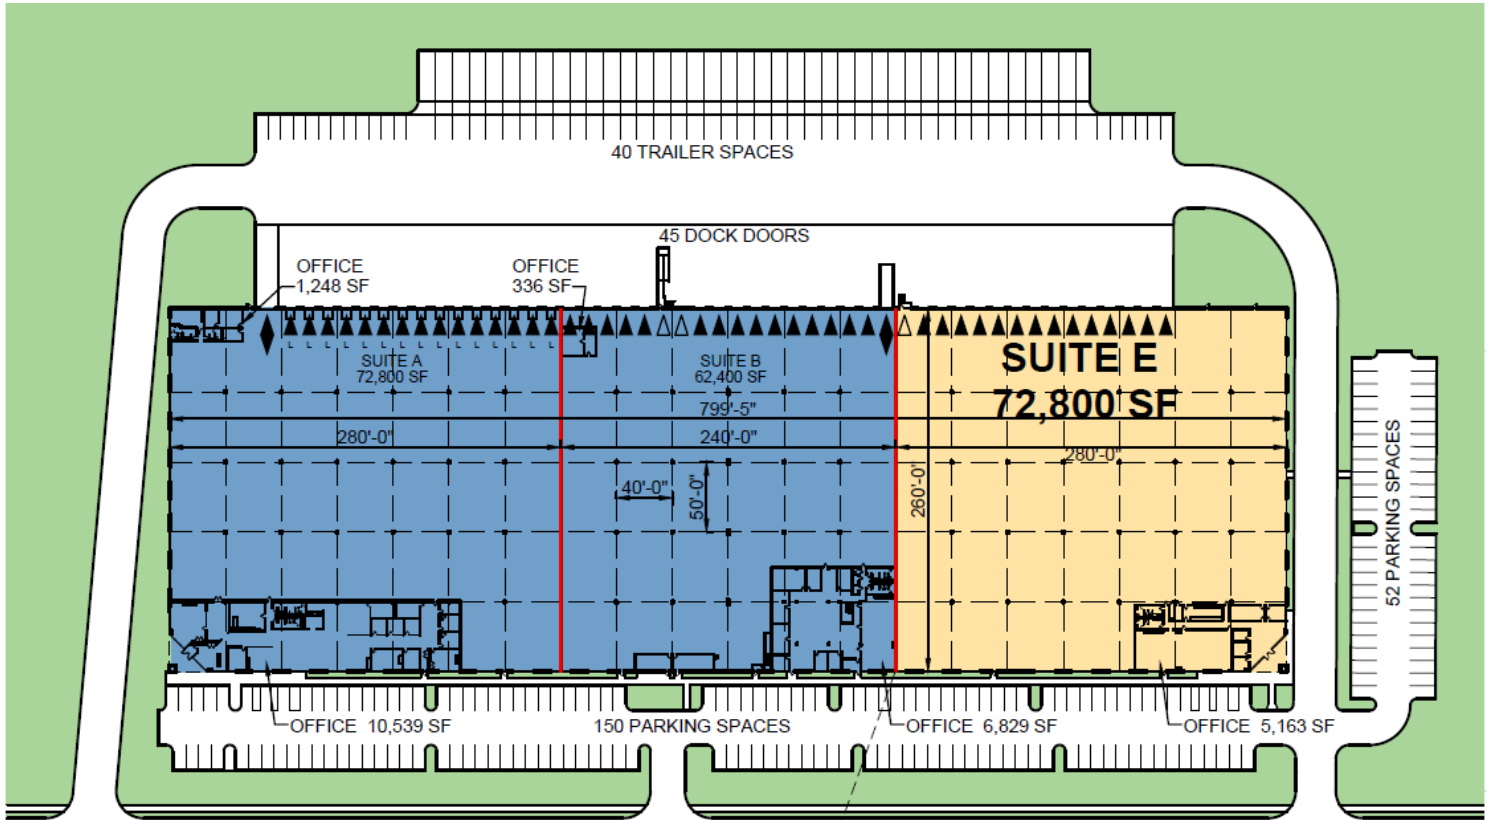 40 TRAILER SPACES
45 DOCK DOORS
OFFICE
1,248 SF
OFFICE
336 SF
L L L L L L L L L L L L L L L
SUITE A
72,800 SF
SUITE B
62,400 SF
SUITE E
72,800 SF
799'-5"
280'-0"
240'-0"
280'-0"
40'-0"
50'-0"
260'-0"
52 PARKING SPACES
OFFICE 10,539 SF
150 PARKING SPACES
OFFICE 6,829 SF
OFFICE 5,163 SF